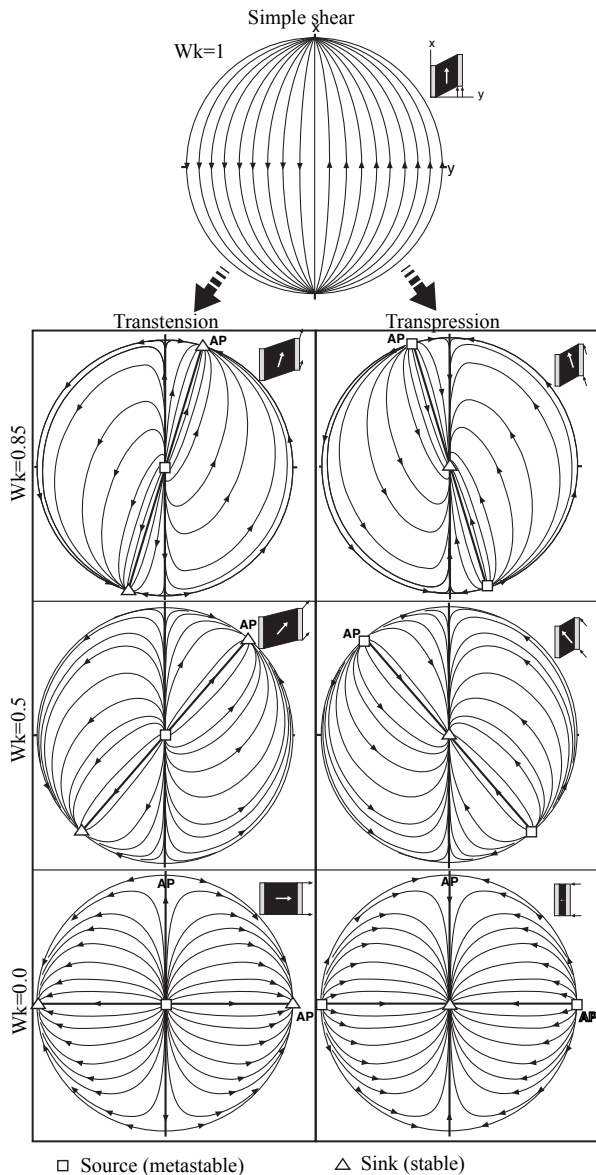 Simple shear
x
Wk=1
x
y
y
Transtension
Transpression
Wk=0.85
AP
AP
Wk=0.5
AP
AP
Wk=0.0
AP
AP
AP
AP
Source (metastable)
Sink (stable)